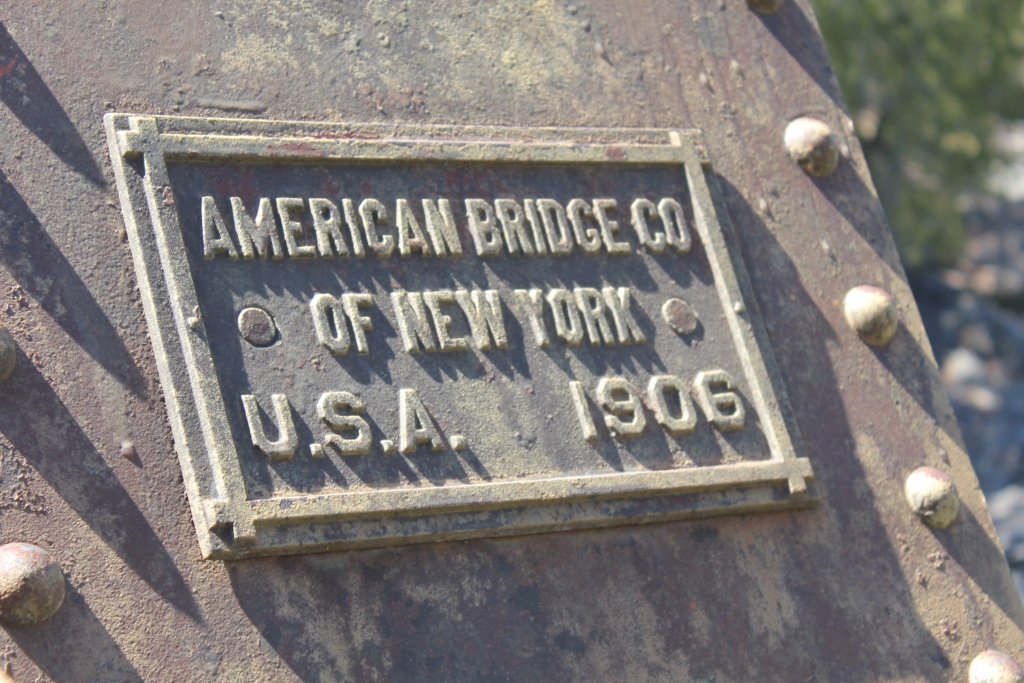 AMERICAN BRIDGE CO
OF NEW YORK
U.S.A. 1906